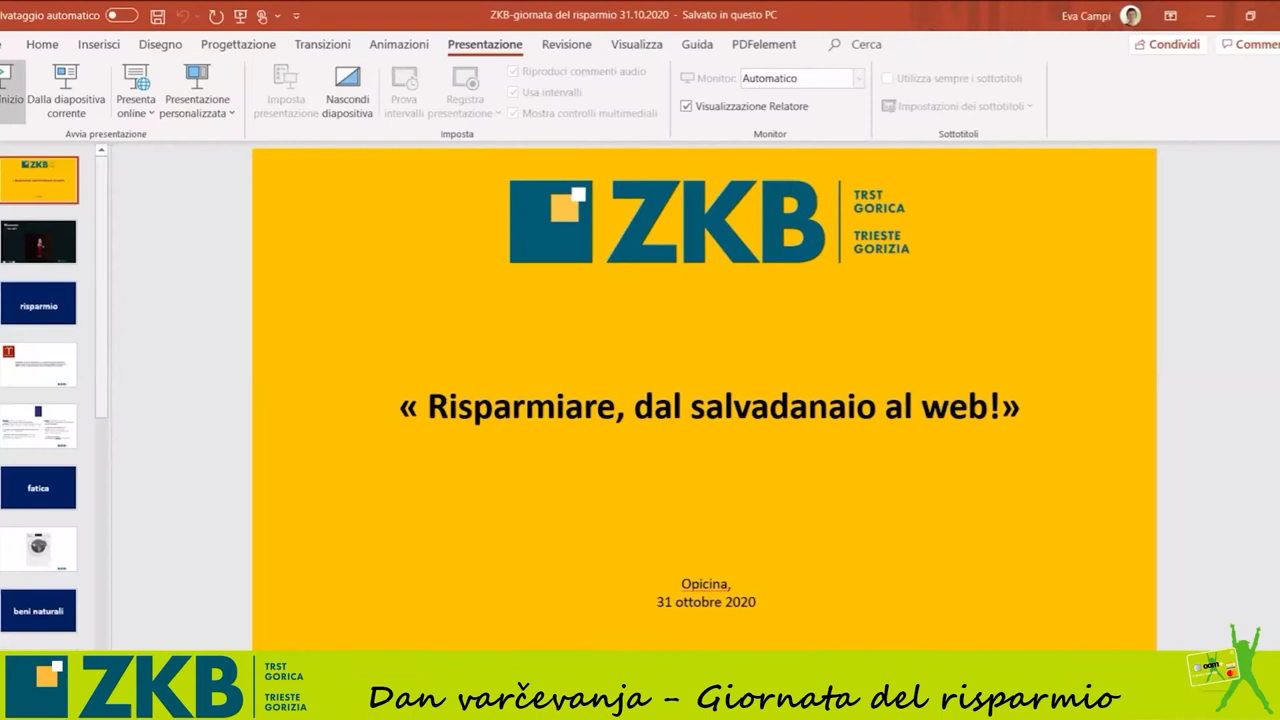 lvataggio automatico
ZKB-giornata del risparmio 31.10.2020 - Salvato in questo PC
Eva Campi
e Home Inserisci Disegno Progettazione Transizioni Animazioni Presentazione Revisione Visualizza Guida PDFelement Cerca
Condividi
Commen
inizio
Dalla diapositiva corrente
Presenta online
Presentazione personalizzata
Avvia presentazione
Imposta presentazione
Nascondi diapositiva
Prova intervalli
Registra presentazione
Riproduci commenti audio
Usa intervalli
Mostra controlli multimediali
Imposta
Monitor: Automatico
Visualizzazione Relatore
Monitor
Utilizza sempre i sottotitoli
Impostazioni dei sottotitoli
Sottotitoli
ZKB
risparmio
fatica
beni naturali
ZKB
TRST
GORICA
TRIESTE
GORIZIA
« Risparmiare, dal salvadanaio al web!»
Opicina,
31 ottobre 2020
ZKB
TRST
GORICA
TRIESTE
GORIZIA
Dan varčevanja - Giornata del risparmio
oom